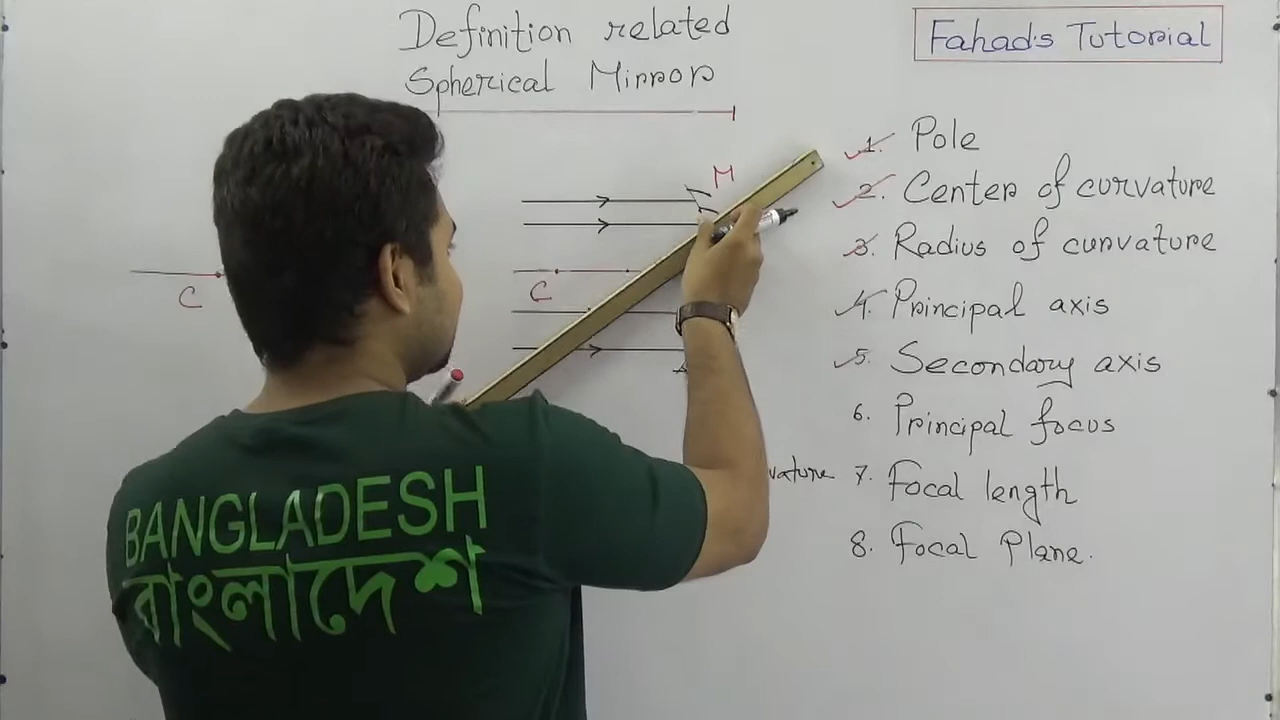 Definition related
Spherical Mirror
Fahad's Tutorial
1. Pole
2. Center of curvature
3. Radius of curvature
4. Principal axis
5. Secondary axis
6. Principal focus
7. Focal length
8. Focal Plane.
M
C
C
vature
BANGLADESH
বাংলাদেশ